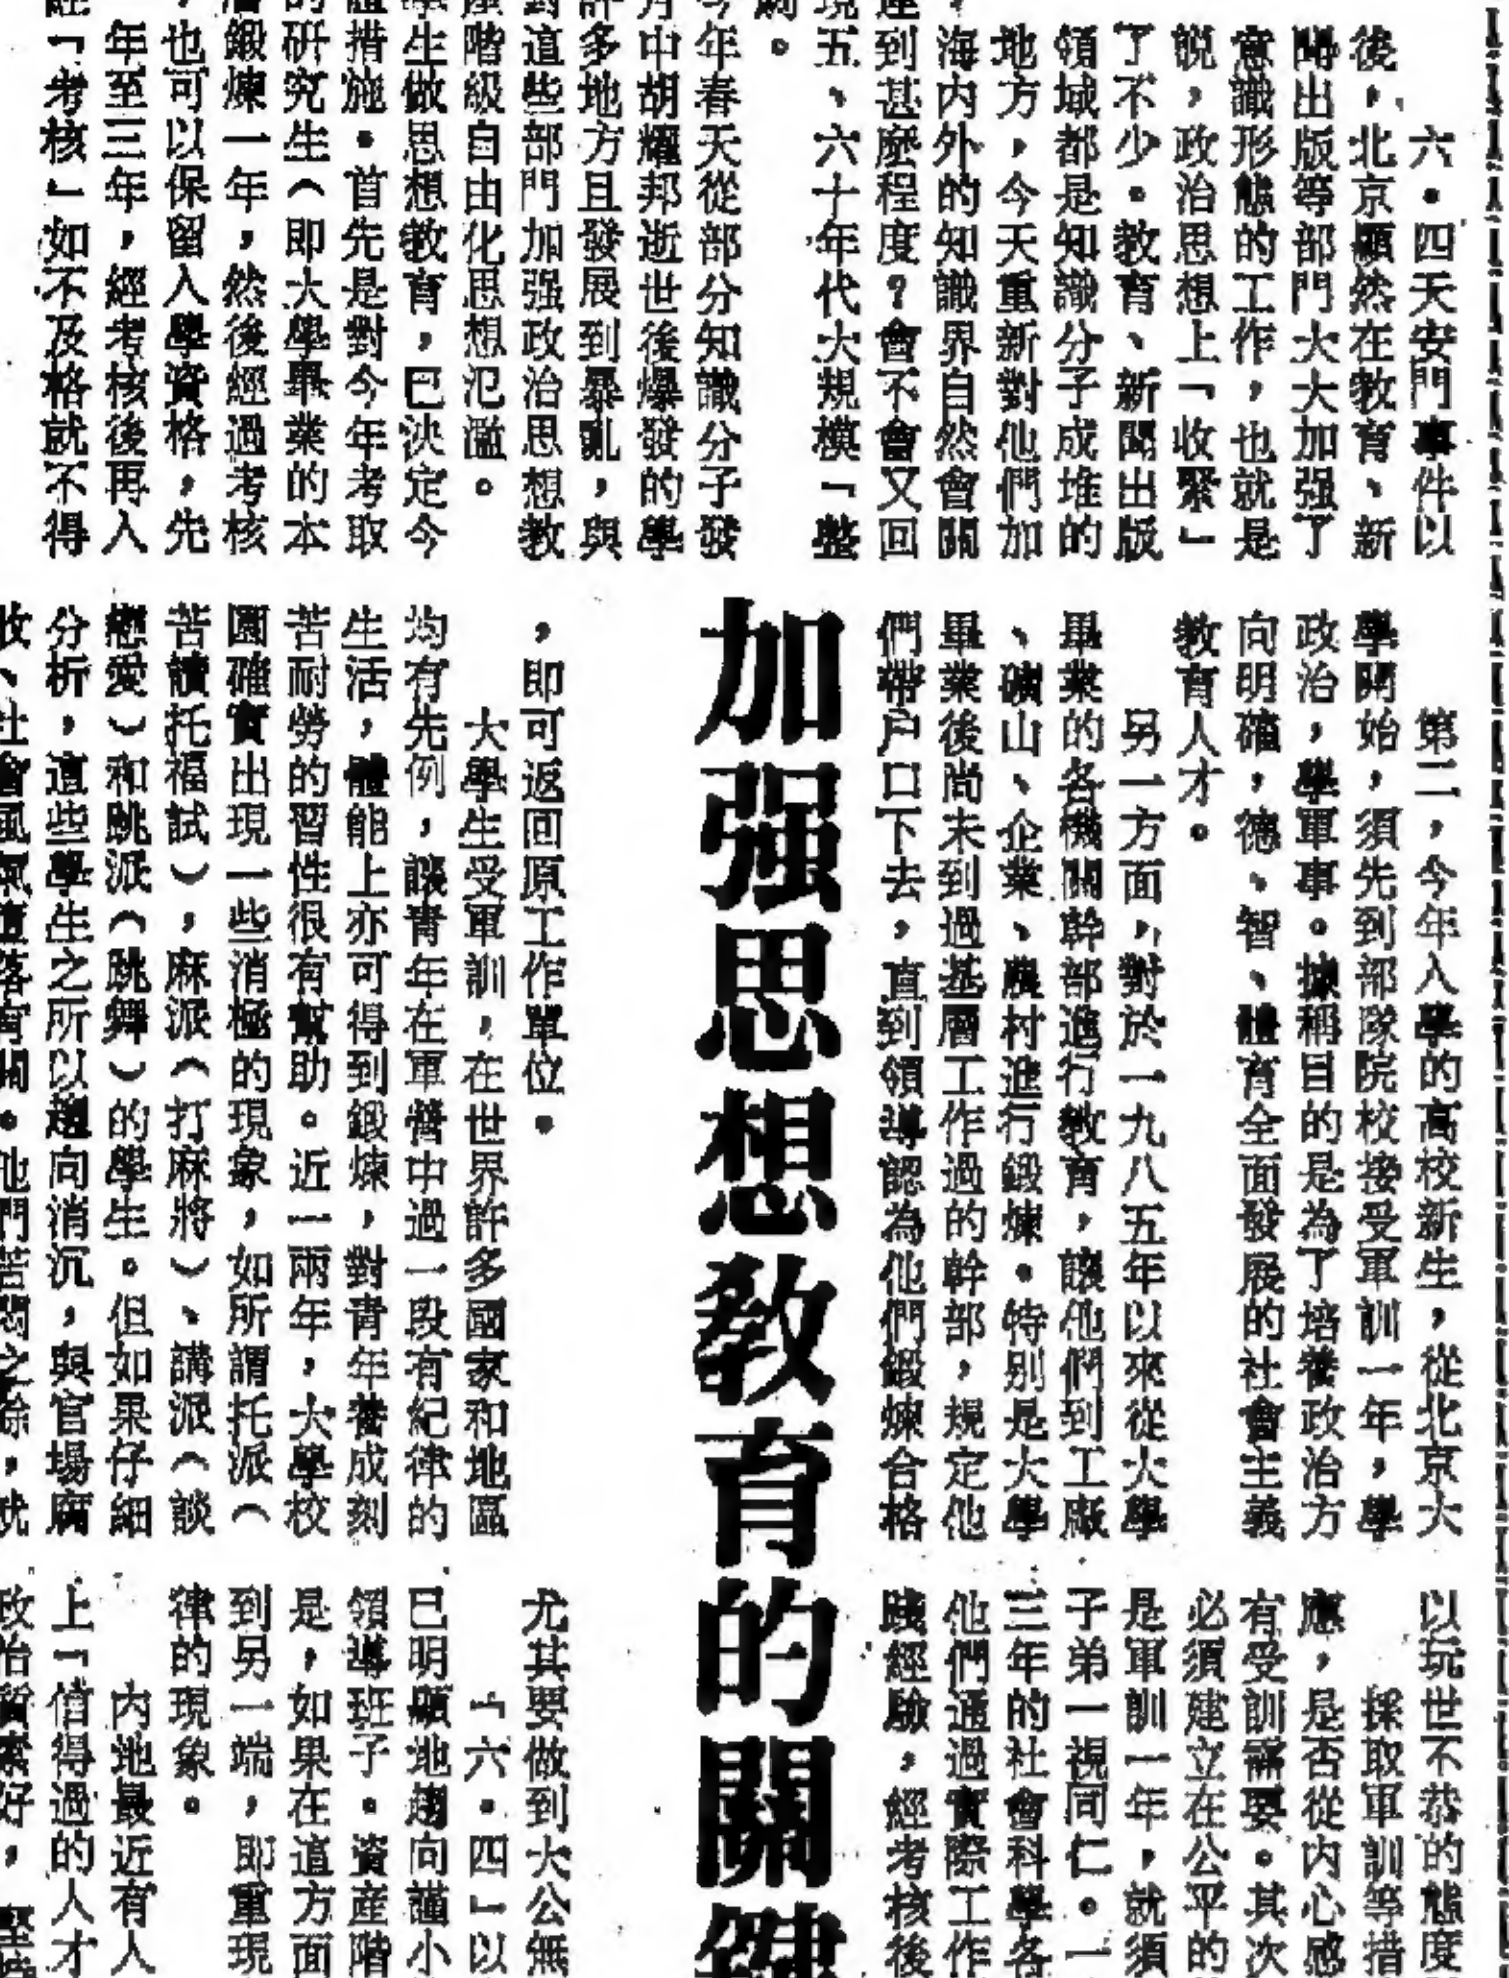 六·四天安門事件以
後，北京顯然在教育、新
聞出版等部門大大加强了
意識形態的工作，也就是
說，政治思想上「收緊」
了不少。教育、新聞出版
領域都是知識分子成堆的
地方，今天重新對他們加
海內外的知識界自然會關
到甚麼程度？會不會又回
現五、六十年代大規模「整
。
今年春天從部分知識分子發
月中胡耀邦逝世後爆發的學
許多地方且發展到暴亂，與
對這些部門加强政治思想教
階級自由化思想氾濫。
學生做思想教育，已決定今
措施。首先是對今年考取
的研究生（即大學畢業的本
鍛煉一年，然後經過考核
，也可以保留入學資格，先
年至三年，經考核後再入
「考核」如不及格就不得
加强思想教育的關鍵
第二，今年入學的高校新生，從北京大
學開始，須先到部隊院校接受軍訓一年，學
政治，學軍事。據稱目的是為了培養政治方
向明確，德、智、體育全面發展的社會主義
教育人才。
另一方面，對於一九八五年以來從大學
畢業的各機關幹部進行教育，讓他們到工廠
、礦山、企業、農村進行鍛煉。特別是大學
畢業後尚未到過基層工作過的幹部，規定他
們帶戶口下去，直到領導認為他們鍛煉合格
，即可返回原工作單位。
大學生受軍訓，在世界許多國家和地區
均有先例，讓青年在軍營中過一段有紀律的
生活，體能上亦可得到鍛煉，對青年養成刻
苦耐勞的習性很有幫助。近一兩年，大學校
園確實出現一些消極的現象，如所謂托派（
苦讀托福試），麻派（打麻將）、講派（談
戀愛）和跳派（跳舞）的學生。但如果仔細
分析，這些學生之所以趨向消沉，與官場腐
敗、社會風氣墮落有關。他們苦悶之餘，就
以玩世不恭的態度
採取軍訓等措
應，是否從內心感
有受訓需要。其次
必須建立在公平的
是軍訓一年，就須
子弟一視同仁。一
三年的社會科學各
他們通過實際工作
踐經驗，經考核後
尤其要做到大公無
「六·四」以
已明顯地趨向謹小
領導班子。資産階
是，如果在這方面
到另一端，即重現
律的現象。
內地最近有人
上「信得過的人才